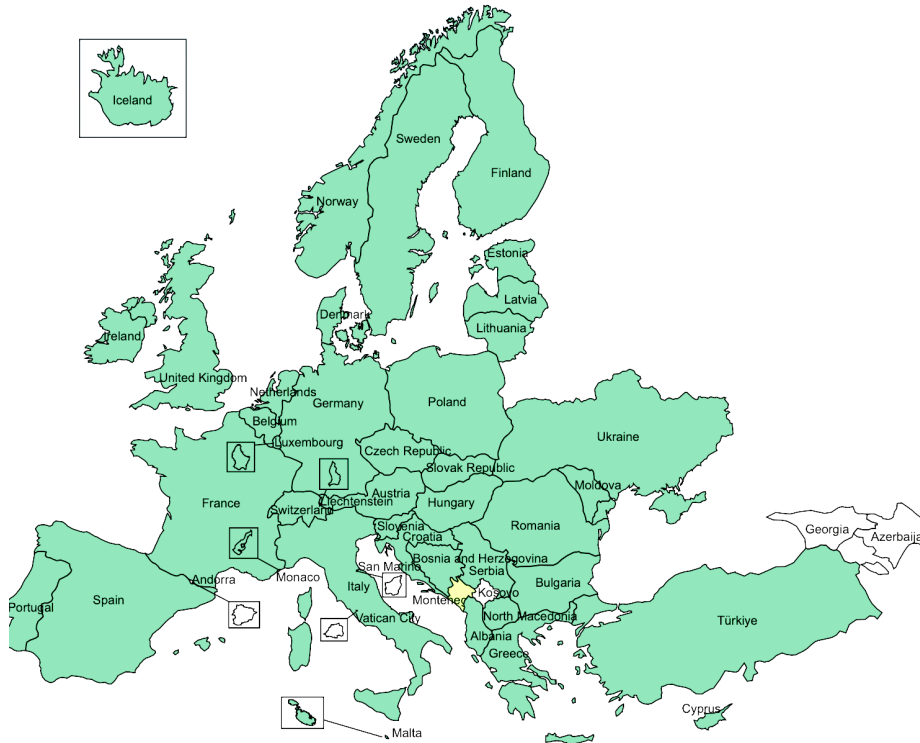 Iceland
Sweden
Finland
Norway
Estonia
Latvia
Denmark
Lithuania
Ireland
United Kingdom
Netherlands
Germany
Poland
Belgium
Ukraine
Luxembourg
Czech Republic
Slovak Republic
Moldova
Austria
France
Liechtenstein
Hungary
Switzerland
Romania
Slovenia
Georgia
Croatia
Azerbaija
Bosnia and Herzegovina
San Marino
Serbia
Andorra
Monaco
Italy
Bulgaria
Kosovo
Spain
Montene
Portugal
Vatican City
North Macedonia
Türkiye
Albania
Greece
Cyprus
Malta